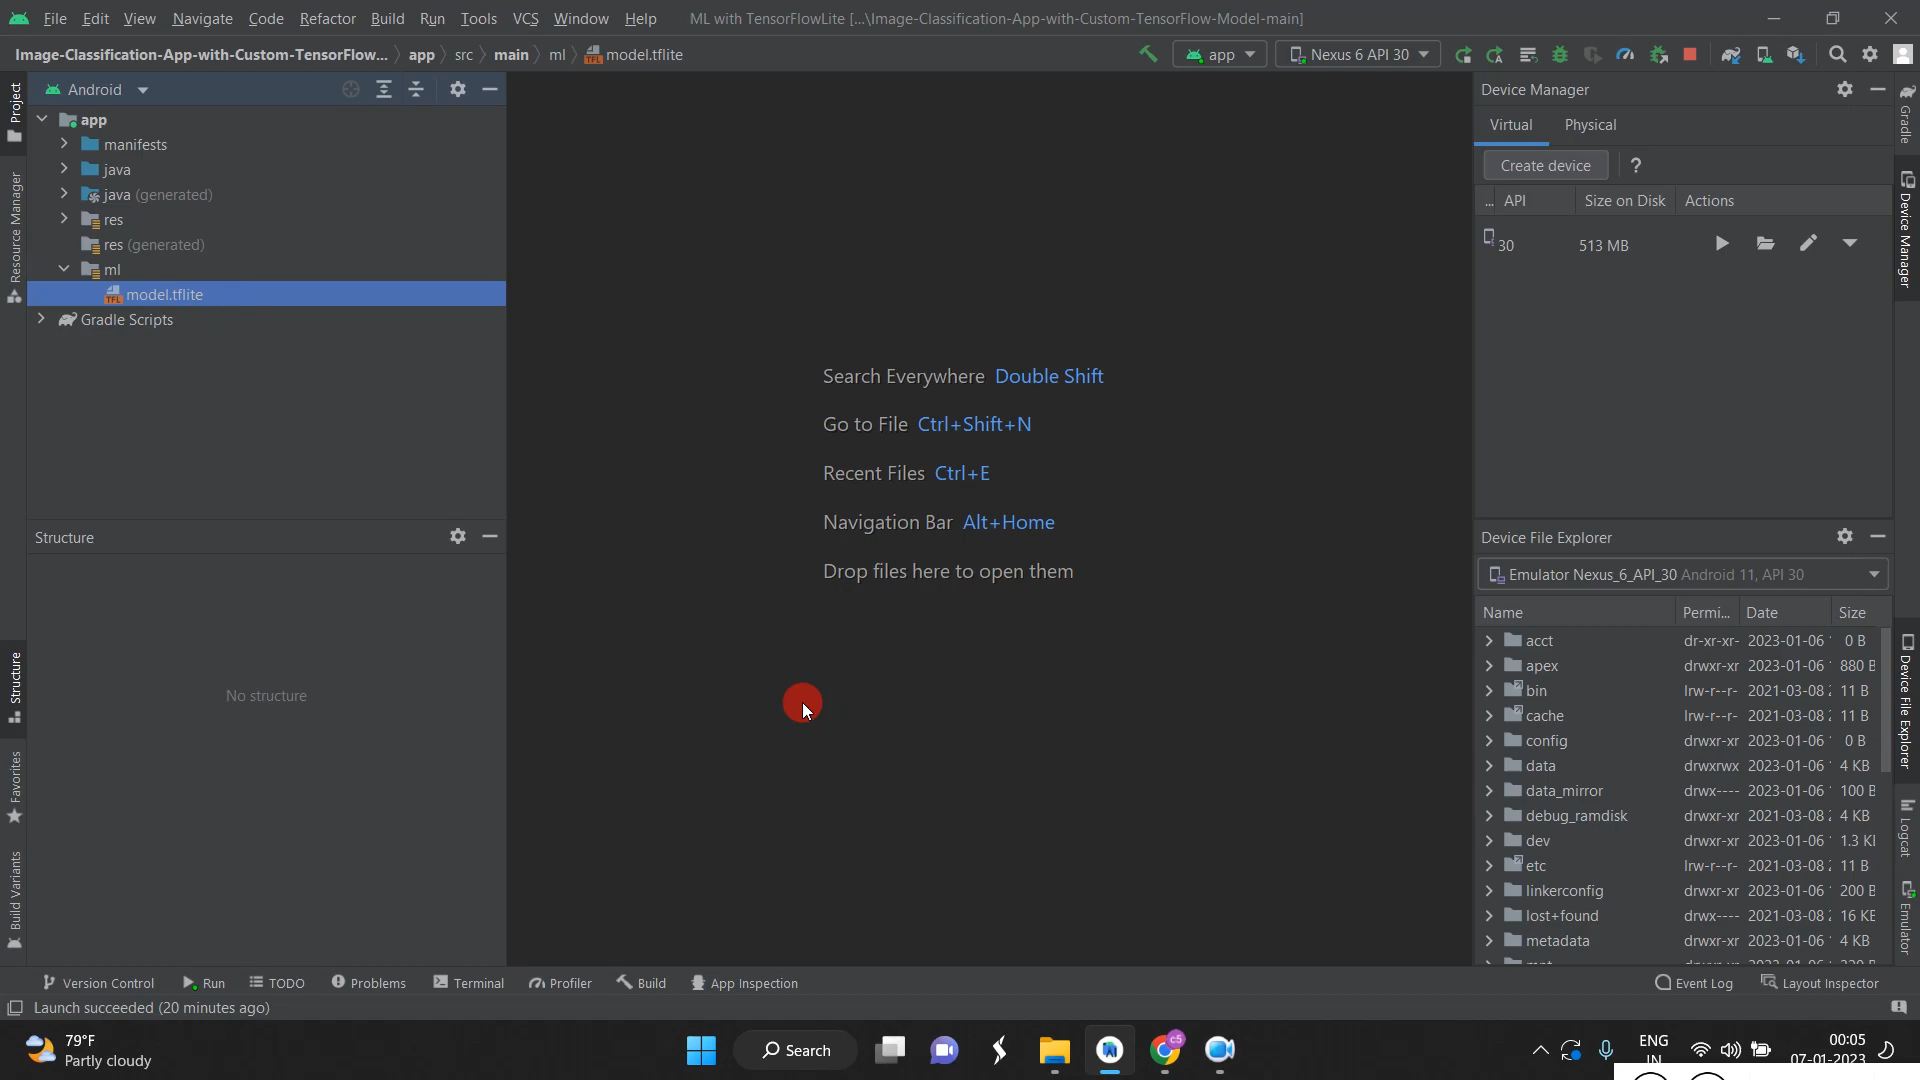 File Edit View Navigate Code Refactor Build Run Tools VCS Window Help ML with TensorFlowLite [...\Image-Classification-App-with-Custom-TensorFlow-Model-main]
Image-Classification-App-with-Custom-TensorFlow... app src main ml model.tflite app Nexus 6 API 30
Project
Android
app
manifests
java
java (generated)
res
res (generated)
ml
model.tflite
Gradle Scripts
Resource Manager
Structure
No structure
Structure
Favorites
Build Variants
Search Everywhere Double Shift
Go to File Ctrl+Shift+N
Recent Files Ctrl+E
Navigation Bar Alt+Home
Drop files here to open them
Device Manager
Virtual Physical
Create device ?
... API Size on Disk Actions
30 513 MB
Device File Explorer
Emulator Nexus_6_API_30 Android 11, API 30
Name Permi... Date Size
acct dr-xr-xr- 2023-01-06 0 B
apex drwxr-xr 2023-01-06 880 B
bin lrw-r--r- 2021-03-08 11 B
cache lrw-r--r- 2021-03-08 11 B
config drwxr-xr 2023-01-06 0 B
data drwxrwx 2023-01-06 4 KB
data_mirror drwx---- 2023-01-06 100 B
debug_ramdisk drwxr-xr 2021-03-08 4 KB
dev drwxr-xr 2023-01-06 1.3 KI
etc lrw-r--r- 2021-03-08 11 B
linkerconfig drwxr-xr 2023-01-06 200 B
lost+found drwx---- 2021-03-08 16 KB
metadata drwxr-xr 2023-01-06 4 KB
Gradle
Device Manager
Device File Explorer
Logcat
Emulator
Version Control Run TODO Problems Terminal Profiler Build App Inspection Event Log Layout Inspector
Launch succeeded (20 minutes ago)
79°F
Partly cloudy
Search
c5
ENG
IN
00:05
07-01-2023